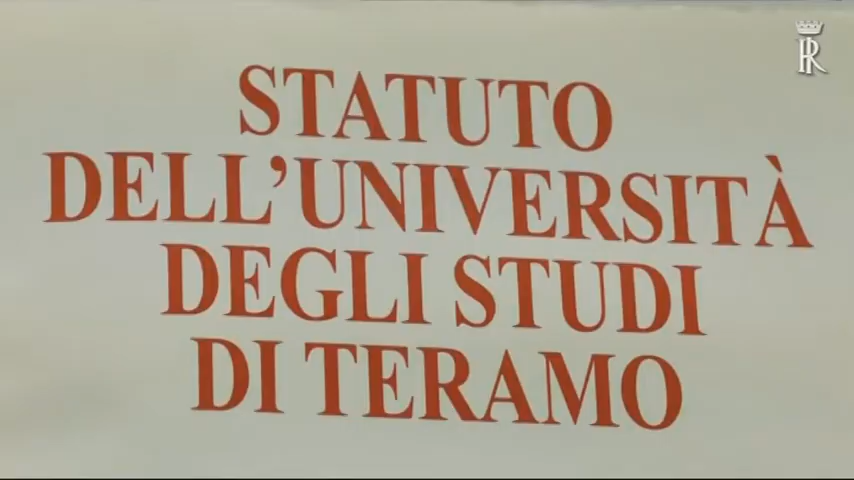 STATUTO
DELL'UNIVERSITÀ
DEGLI STUDI
DI TERAMO